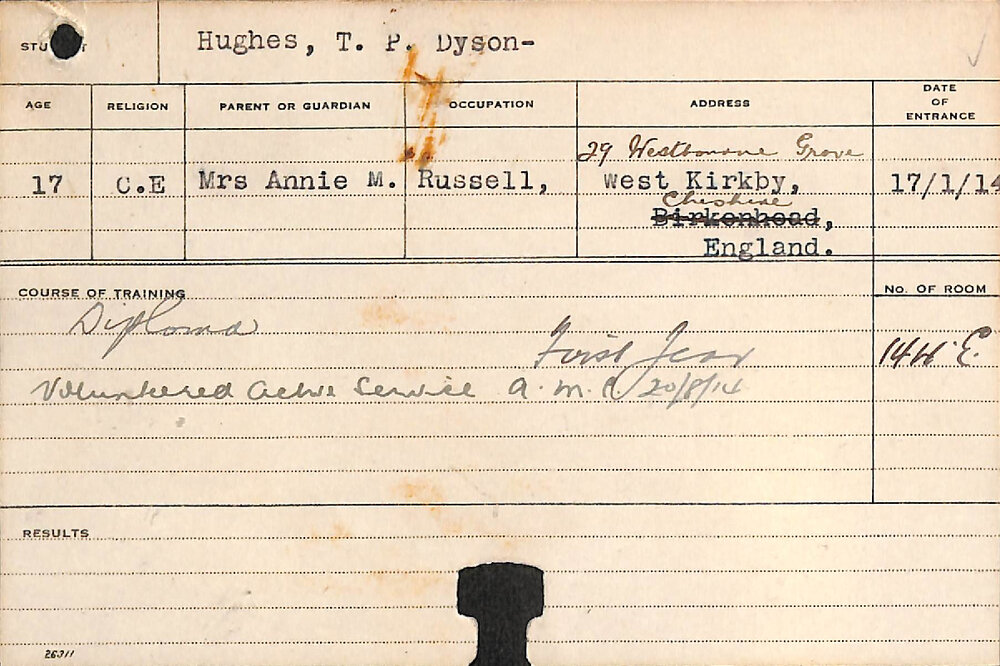 STU T Hughes, T. P. Dyson-
AGE RELIGION PARENT OR GUARDIAN OCCUPATION ADDRESS DATE OF ENTRANCE
29 Westbourne Grove
17 C.E Mrs Annie M. Russell, West Kirkby, 17/1/14
Cheshire
Birkenhead,
England.
COURSE OF TRAINING No. OF ROOM
Diploma
First Year 14 W. E.
Volunteered active Service A. M. C. 20/8/14
RESULTS
26311